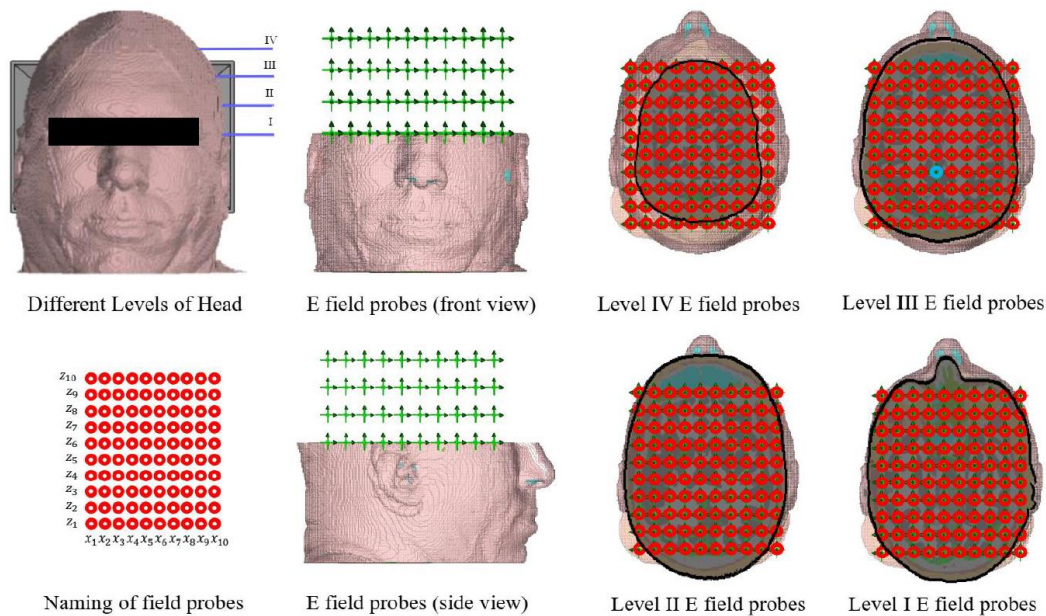 IV
III
II
I
Different Levels of Head
E field probes (front view)
Level IV E field probes
Level III E field probes
z₁₀
z₉
z₈
z₇
z₆
z₅
z₄
z₃
z₂
z₁
x₁ x₂ x₃ x₄ x₅ x₆ x₇ x₈ x₉ x₁₀
Naming of field probes
E field probes (side view)
Level II E field probes
Level I E field probes